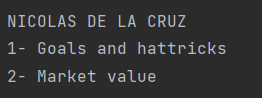 NICOLAS DE LA CRUZ
1- Goals and hattricks
2- Market value